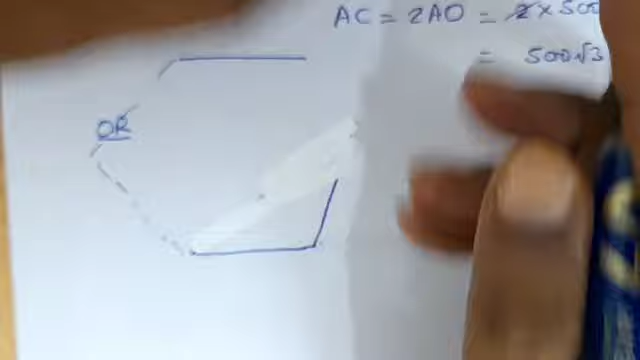 AC = 2AO = 2 × 500
= 500√3
OR